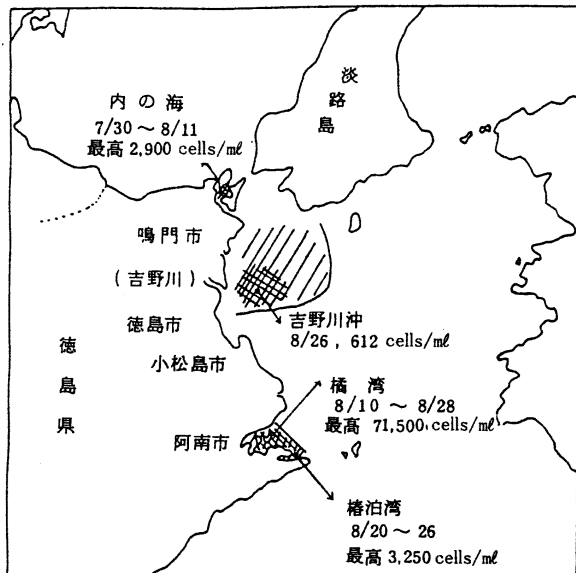 淡路島
内の海
7/30 ~ 8/11
最高 2,900 cells/mℓ
鳴門市
(吉野川)
徳島市
吉野川沖
8/26 , 612 cells/mℓ
小松島市
徳島県
橘 湾
8/10 ~ 8/28
最高 71,500 cells/mℓ
阿南市
椿泊湾
8/20 ~ 26
最高 3,250 cells/mℓ